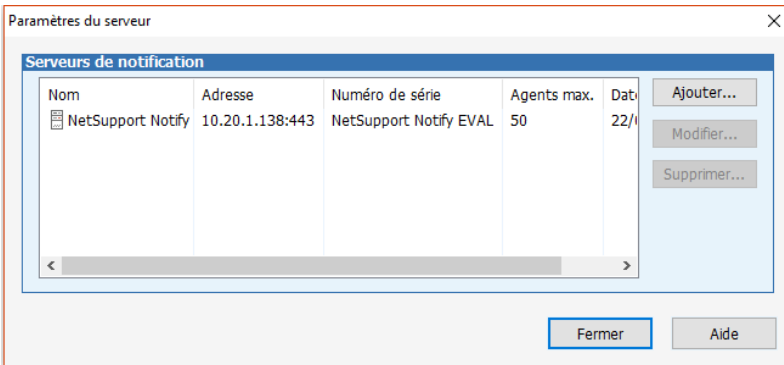 Paramètres du serveur
Serveurs de notification
Nom Adresse Numéro de série Agents max.
NetSupport Notify 10.20.1.138:443 NetSupport Notify EVAL 50
Ajouter...
Modifier...
Supprimer...
Fermer Aide